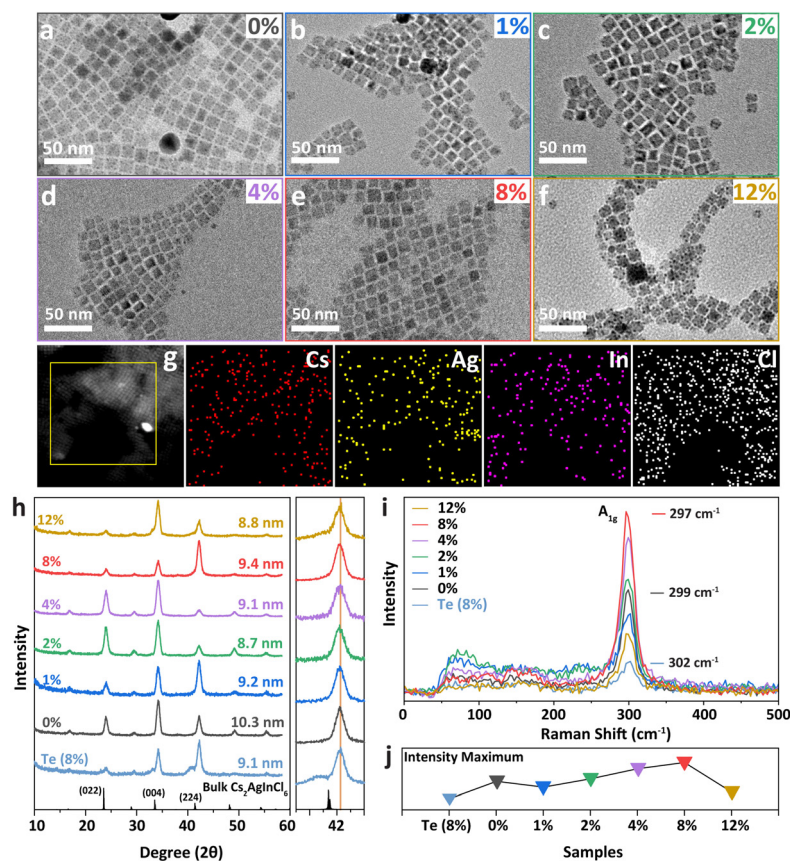 a 0% 50 nm
b 1% 50 nm
c 2% 50 nm
d 4% 50 nm
e 8% 50 nm
f 12% 50 nm
g Cs Ag In Cl
h
Intensity
12% 8.8 nm
8% 9.4 nm
4% 9.1 nm
2% 8.7 nm
1% 9.2 nm
0% 10.3 nm
Te (8%) 9.1 nm
Bulk Cs₂AgInCl₆
(022) (004) (224)
10 20 30 40 50 60 42
Degree (2θ)
i
Intensity
12%
8%
4%
2%
1%
0%
Te (8%)
A₁g
297 cm⁻¹
299 cm⁻¹
302 cm⁻¹
0 100 200 300 400 500
Raman Shift (cm⁻¹)
j Intensity Maximum
Te (8%) 0% 1% 2% 4% 8% 12%
Samples